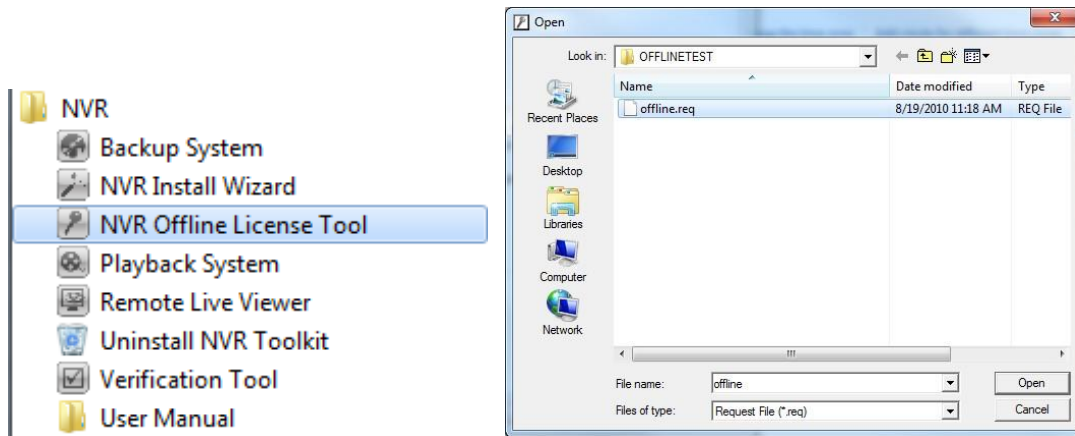 NVR
Backup System
NVR Install Wizard
NVR Offline License Tool
Playback System
Remote Live Viewer
Uninstall NVR Toolkit
Verification Tool
User Manual
Open
Look in: OFFLINETEST
Name Date modified Type
offline.req 8/19/2010 11:18 AM REQ File
Recent Places
Desktop
Libraries
Computer
Network
File name: offline Open
Files of type: Request File (*.req) Cancel